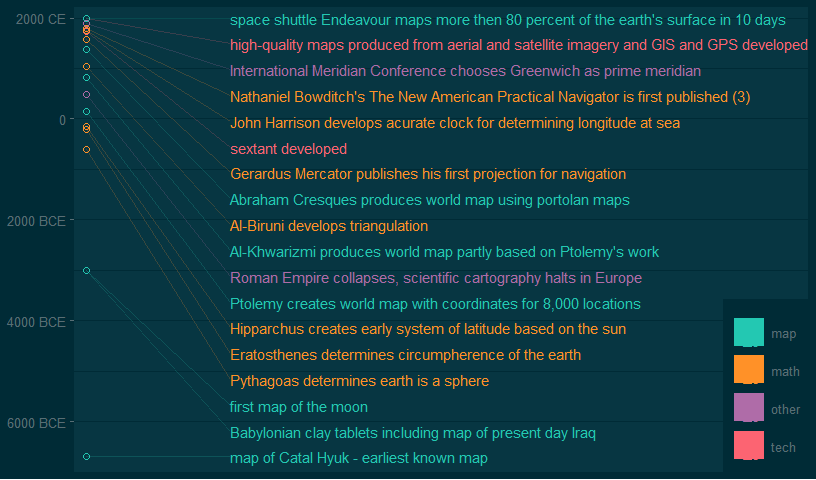 2000 CE
space shuttle Endeavour maps more then 80 percent of the earth's surface in 10 days
high-quality maps produced from aerial and satellite imagery and GIS and GPS developed
International Meridian Conference chooses Greenwich as prime meridian
Nathaniel Bowditch's The New American Practical Navigator is first published (3)
0
John Harrison develops acurate clock for determining longitude at sea
sextant developed
Gerardus Mercator publishes his first projection for navigation
Abraham Cresques produces world map using portolan maps
2000 BCE
Al-Biruni develops triangulation
Al-Khwarizmi produces world map partly based on Ptolemy's work
Roman Empire collapses, scientific cartography halts in Europe
Ptolemy creates world map with coordinates for 8,000 locations
4000 BCE
Hipparchus creates early system of latitude based on the sun
Eratosthenes determines circumpherence of the earth
Pythagoas determines earth is a sphere
first map of the moon
6000 BCE
Babylonian clay tablets including map of present day Iraq
map of Catal Hyuk - earliest known map
map
math
other
tech